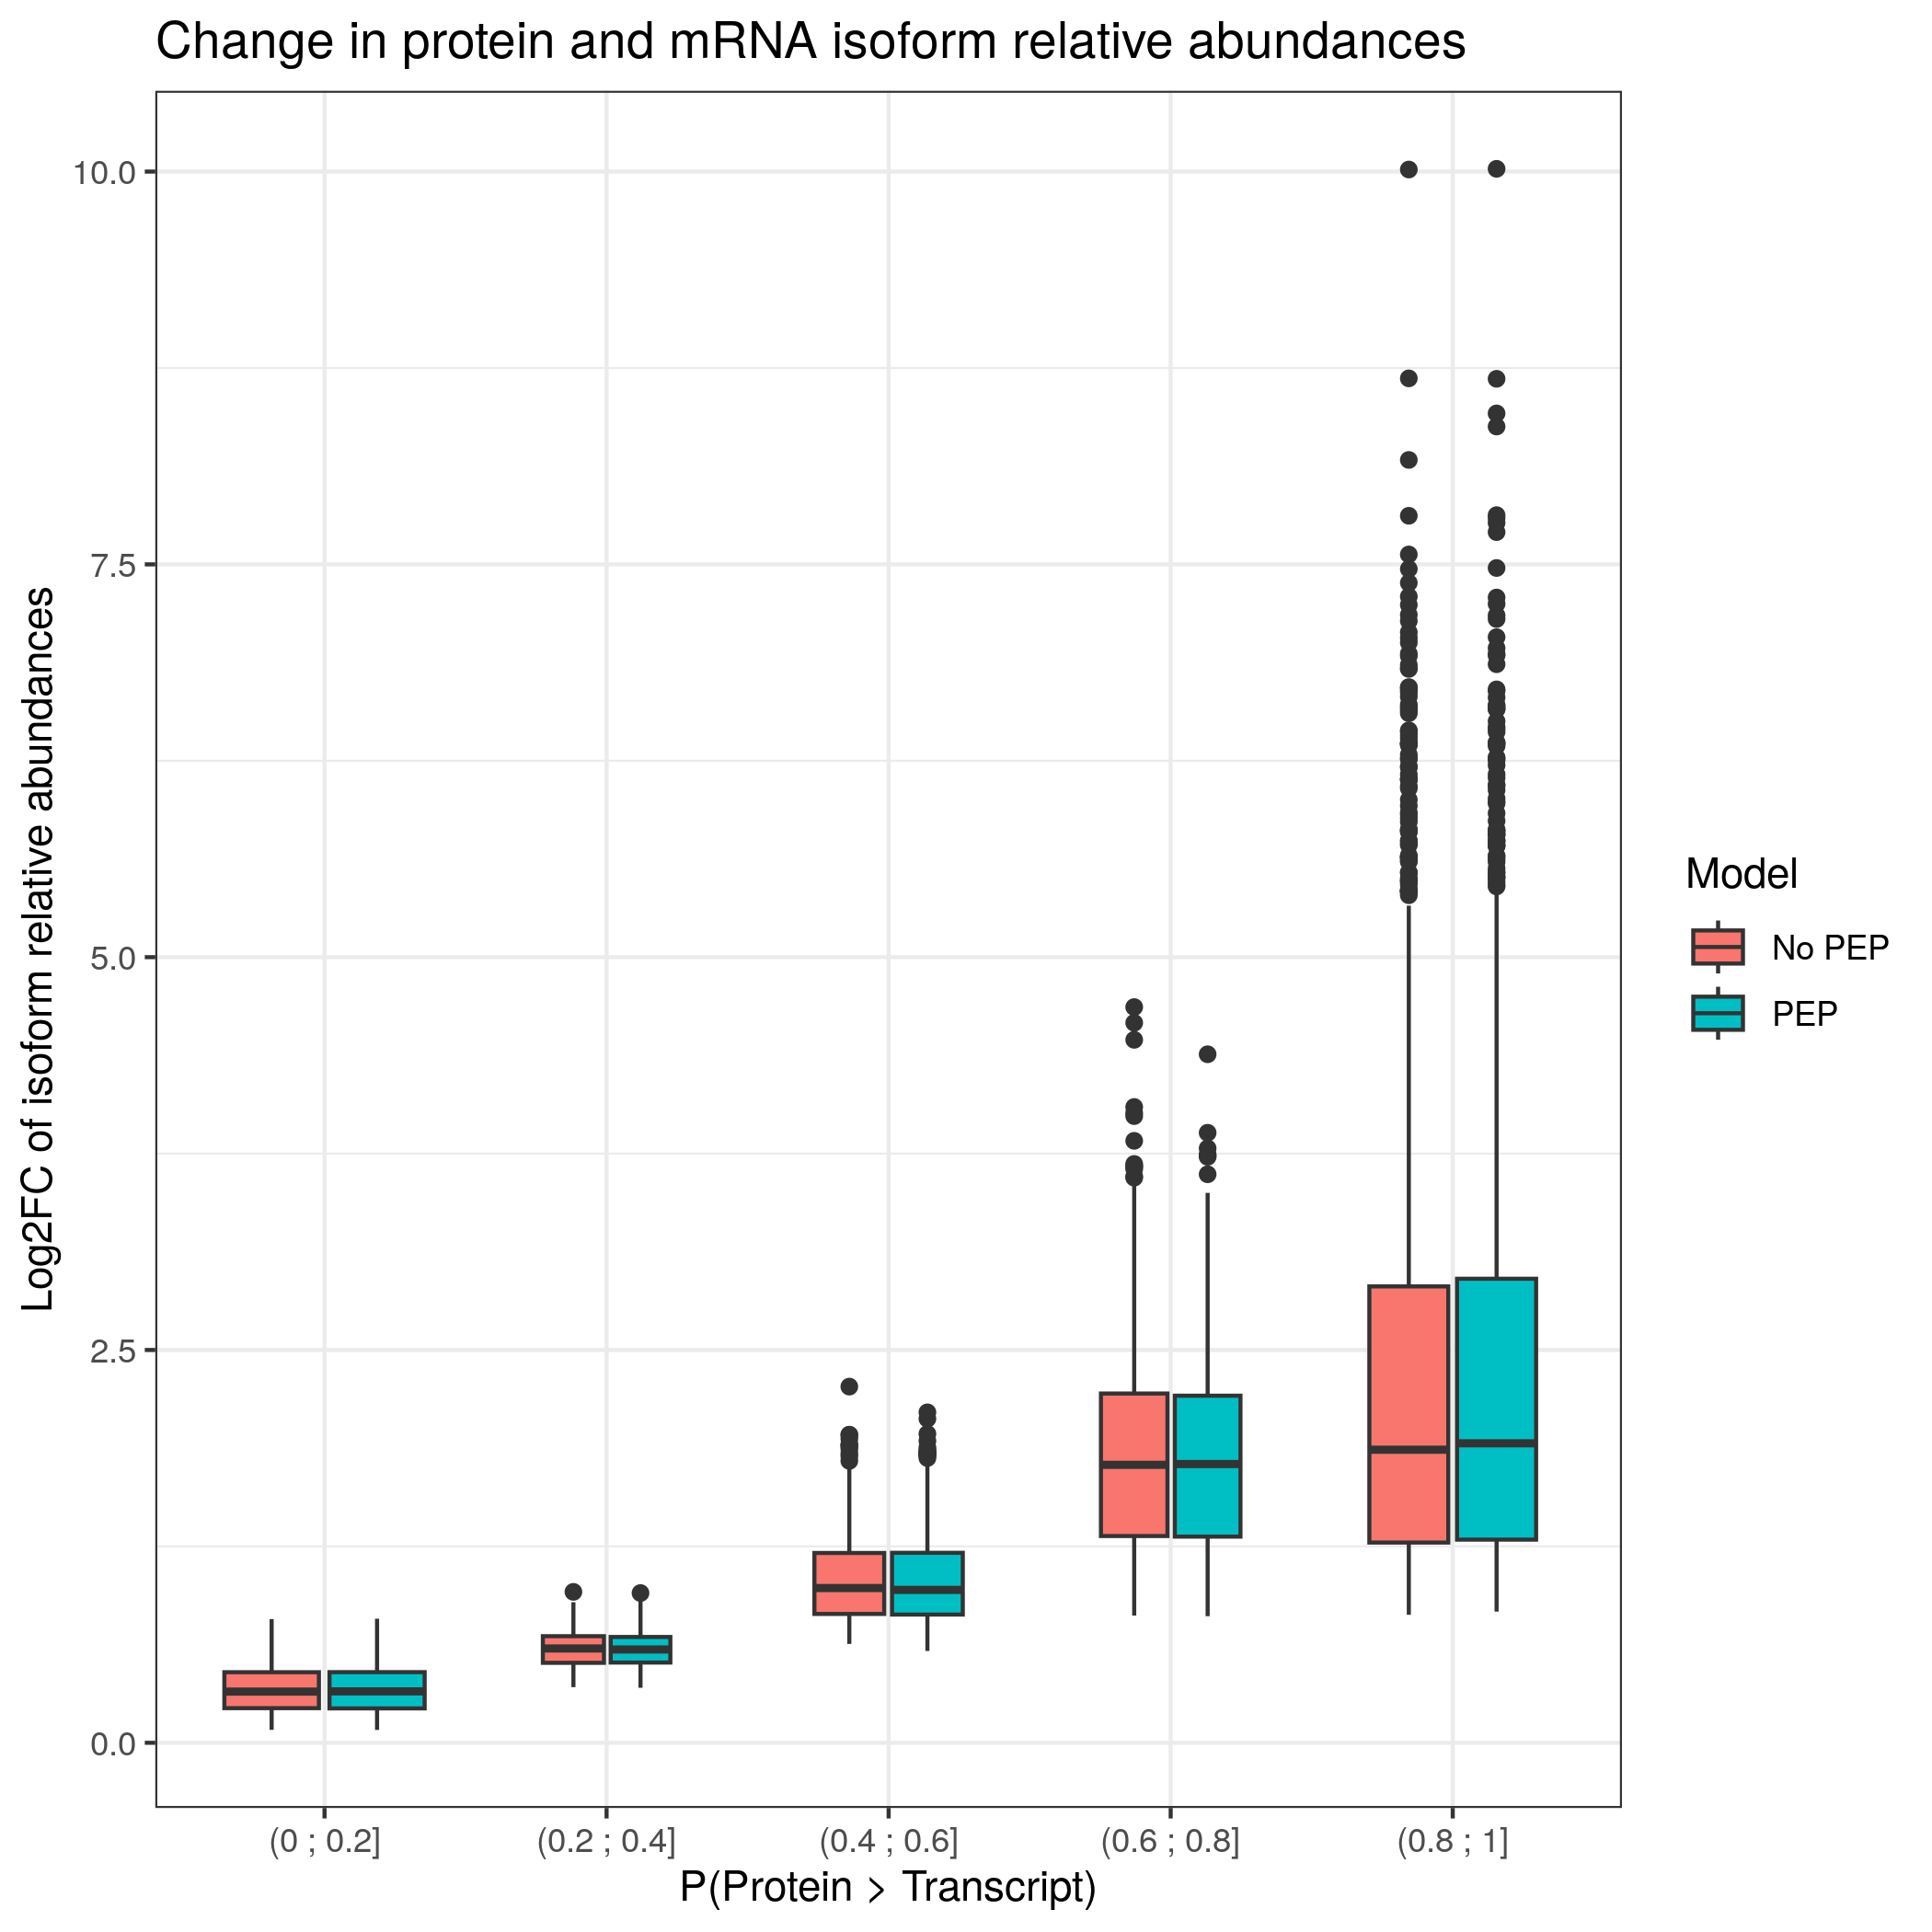 Change in protein and mRNA isoform relative abundances
Log2FC of isoform relative abundances
10.0
7.5
5.0
2.5
0.0
(0 ; 0.2]
(0.2 ; 0.4]
(0.4 ; 0.6]
(0.6 ; 0.8]
(0.8 ; 1]
P(Protein > Transcript)
Model
No PEP
PEP